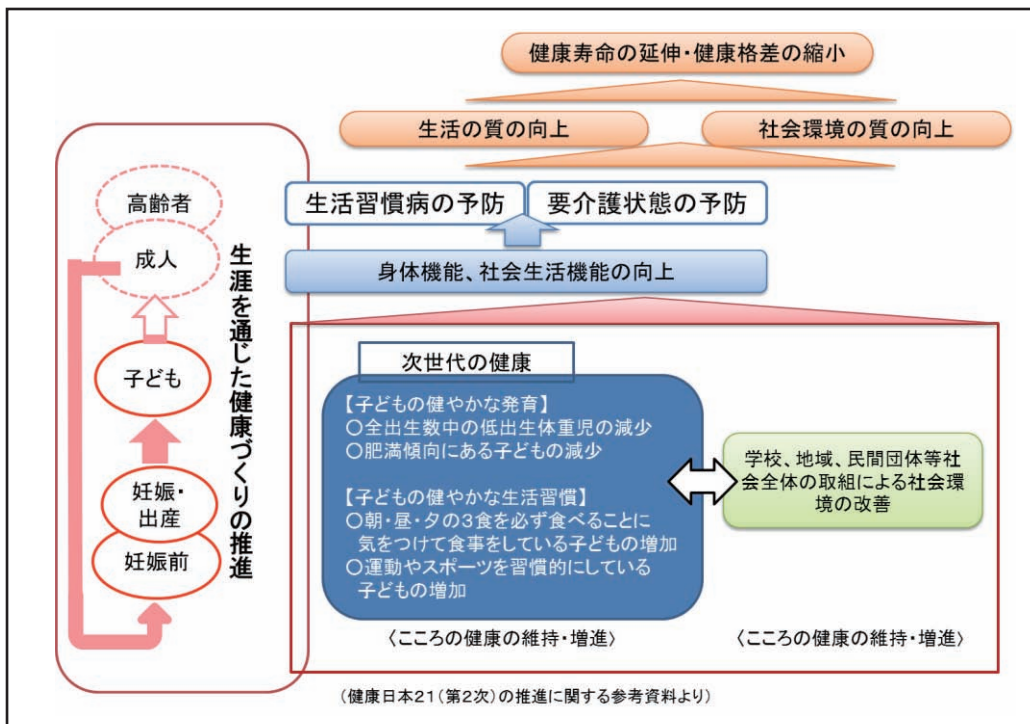 健康寿命の延伸・健康格差の縮小
生活の質の向上
社会環境の質の向上
高齢者
成人
子ども
妊娠・
出産
妊娠前
生涯を通じた健康づくりの推進
生活習慣病の予防
要介護状態の予防
身体機能、社会生活機能の向上
次世代の健康
【子どもの健やかな発育】
○全出生数中の低出生体重児の減少
○肥満傾向にある子どもの減少
【子どもの健やかな生活習慣】
○朝・昼・夕の3食を必ず食べることに
気をつけて食事をしている子どもの増加
○運動やスポーツを習慣的にしている
子どもの増加
〈こころの健康の維持・増進〉
学校、地域、民間団体等社
会全体の取組による社会環
境の改善
〈こころの健康の維持・増進〉
(健康日本21(第2次)の推進に関する参考資料より)